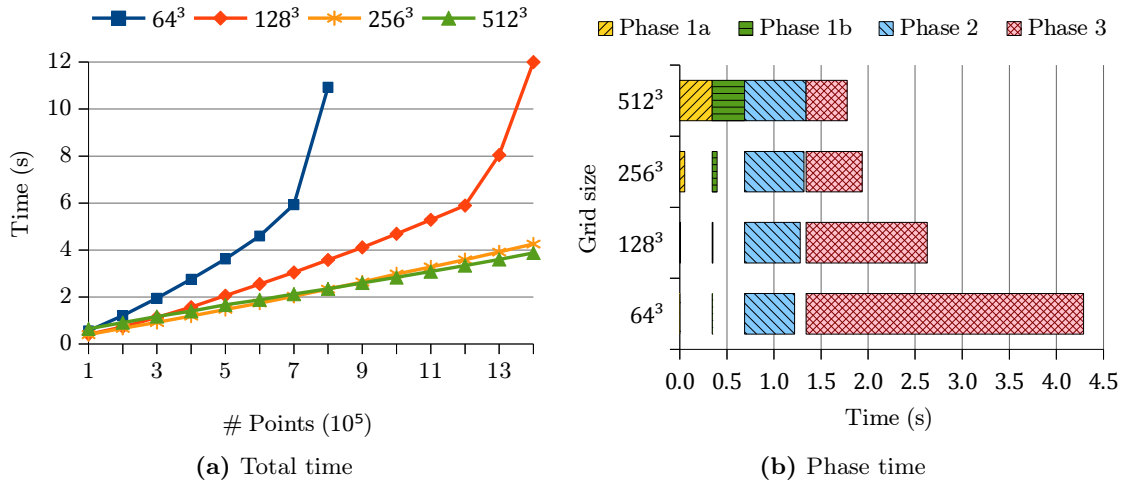 64³ 128³ 256³ 512³
12
10
8
6
4
2
0
Time (s)
1 3 5 7 9 11 13
# Points (10⁵)
(a) Total time
Phase 1a Phase 1b Phase 2 Phase 3
512³
256³
128³
64³
Grid size
0.0 0.5 1.0 1.5 2.0 2.5 3.0 3.5 4.0 4.5
Time (s)
(b) Phase time